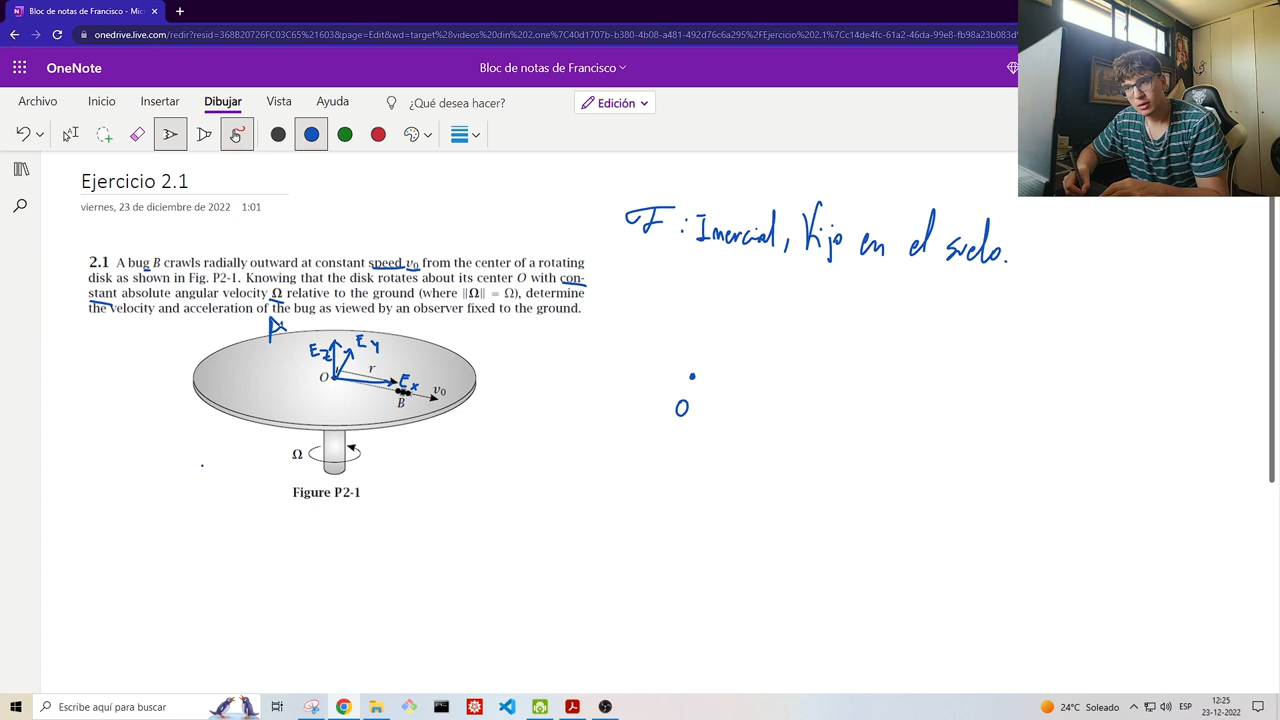 Bloc de notas de Francisco - Micr
onedrive.live.com/redir?resid=368B20726FC03C65%21603&page=Edit&wd=target%28videos%20din%202.one%7C40d1707b-b380-4b08-a481-492d76c6a295%2FEjercicio%202.1%7Cc14de4fc-61a2-46da-99e8-fb98a23b083d%
OneNote
Bloc de notas de Francisco
Archivo Inicio Insertar Dibujar Vista Ayuda ¿Qué desea hacer? Edición
Ejercicio 2.1
viernes, 23 de diciembre de 2022 1:01
F : Inercial, Fijo en el suelo.
2.1 A bug B crawls radially outward at constant speed v₀ from the center of a rotating
disk as shown in Fig. P2-1. Knowing that the disk rotates about its center O with con-
stant absolute angular velocity Ω relative to the ground (where ‖Ω‖ = Ω), determine
the velocity and acceleration of the bug as viewed by an observer fixed to the ground.
Ez Ey
r
O Ex
v₀
B
O
Ω
Figure P2-1
Escribe aquí para buscar
24°C Soleado
ESP
12:25
23-12-2022